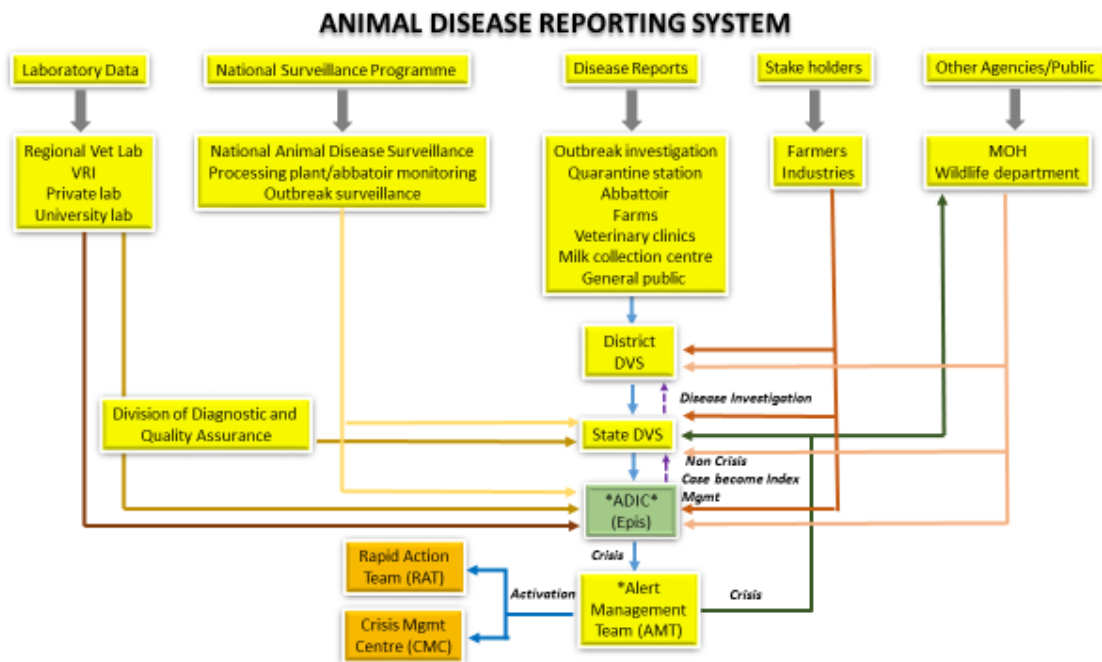 ANIMAL DISEASE REPORTING SYSTEM
Laboratory Data
National Surveillance Programme
Disease Reports
Stake holders
Other Agencies/Public
Regional Vet Lab
VRI
Private lab
University lab
National Animal Disease Surveillance
Processing plant/abbatoir monitoring
Outbreak surveillance
Outbreak investigation
Quarantine station
Abbattoir
Farms
Veterinary clinics
Milk collection centre
General public
Farmers
Industries
MOH
Wildlife department
District
DVS
Disease Investigation
Division of Diagnostic and
Quality Assurance
State DVS
Non Crisis
Case become Index
Mgmt
*ADIC*
(Epis)
Crisis
Rapid Action
Team (RAT)
Activation
*Alert
Management
Team (AMT)
Crisis
Crisis Mgmt
Centre (CMC)